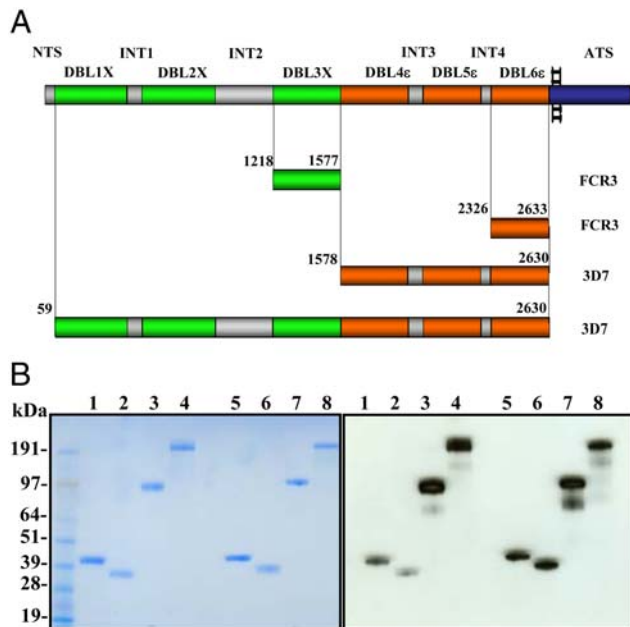 A
NTS INT1 INT2 INT3 INT4 ATS
DBL1X DBL2X DBL3X DBL4ε DBL5ε DBL6ε
1218 1577
FCR3
2326 2633
FCR3
1578 2630
3D7
59 2630
3D7
B
kDa 1 2 3 4 5 6 7 8 1 2 3 4 5 6 7 8
191-
97-
64-
51-
39-
28-
19-